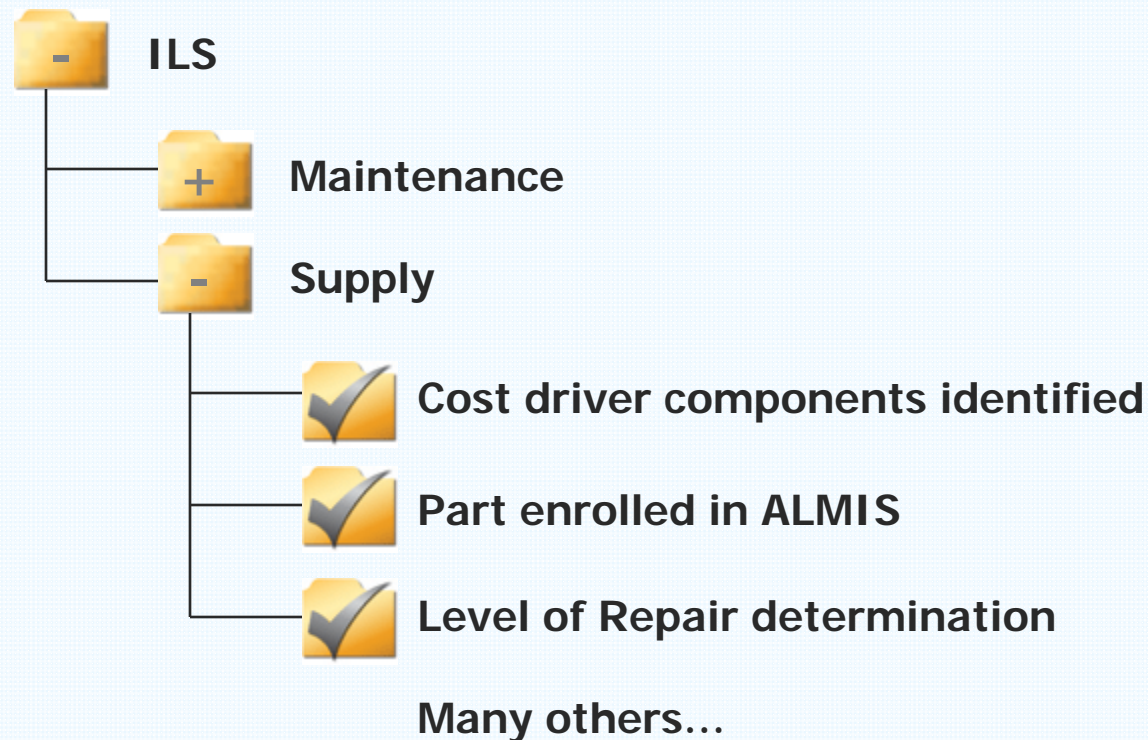 - ILS
+ Maintenance
- Supply
Cost driver components identified
Part enrolled in ALMIS
Level of Repair determination
Many others...